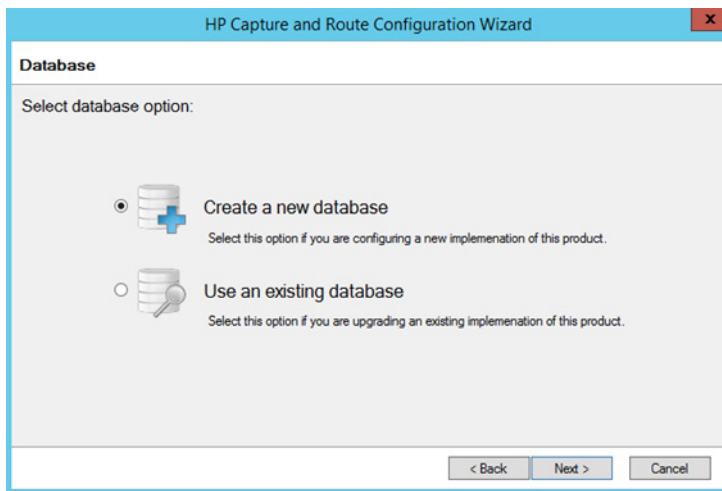 HP Capture and Route Configuration Wizard
x
Database
Select database option:
Create a new database
Select this option if you are configuring a new implemenation of this product.
Use an existing database
Select this option if you are upgrading an existing implemenation of this product.
< Back Next > Cancel